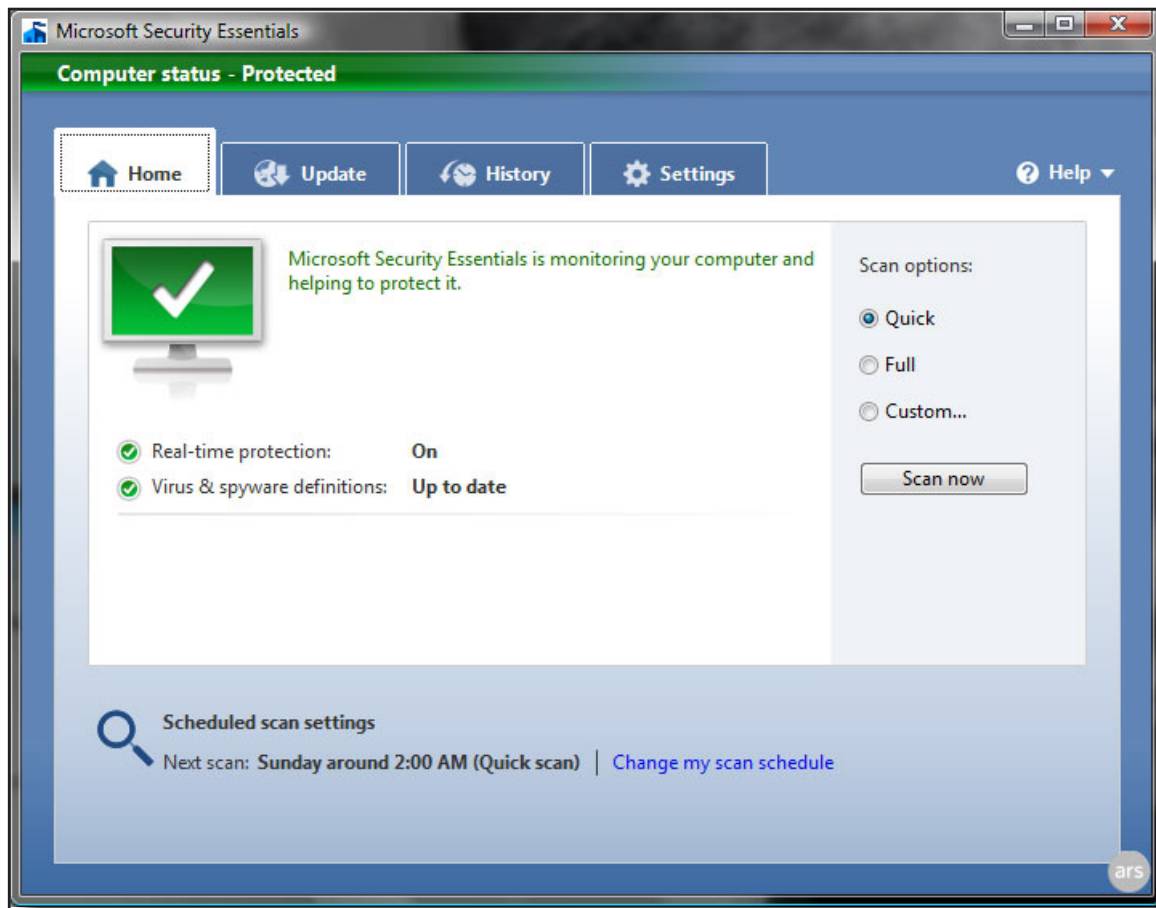 Microsoft Security Essentials
Computer status - Protected
Home
Update
History
Settings
Help
Microsoft Security Essentials is monitoring your computer and
helping to protect it.
Real-time protection: On
Virus & spyware definitions: Up to date
Scan options:
Quick
Full
Custom...
Scan now
Scheduled scan settings
Next scan: Sunday around 2:00 AM (Quick scan) | Change my scan schedule
ars